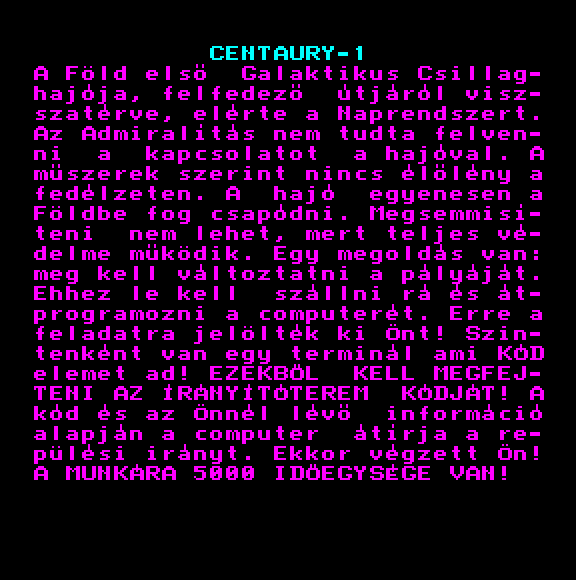 CENTAURY-1
A Föld elsö  Galaktikus Csillag-
hajója, felfedezö  útjáról visz-
szatérve, elérte a Naprendszert.
Az Admiralitás nem tudta felven-
ni  a  kapcsolatot  a hajóval. A
müszerek szerint nincs élölény a
fedélzeten. A  hajó  egyenesen a
Földbe fog csapódni. Megsemmisi-
teni  nem lehet, mert teljes vé-
delme müködik. Egy megoldás van:
meg kell változtatni a pályáját.
Ehhez le kell  szállni rá és át-
programozni a computerét. Erre a
feladatra jelölték ki Önt! Szin-
tenként van egy terminál ami KÓD
elemet ad! EZEKBÖL  KELL MEGFEJ-
TENI AZ ÍRÁNYÍTÓTEREM  KÓDJÁT! A
kód és az Önnél lévö  információ
alapján a computer  átírja a re-
pülési irányt. Ekkor végzett Ön!
A MUNKÁRA 5000 IDÖEGYSÉGE VAN!